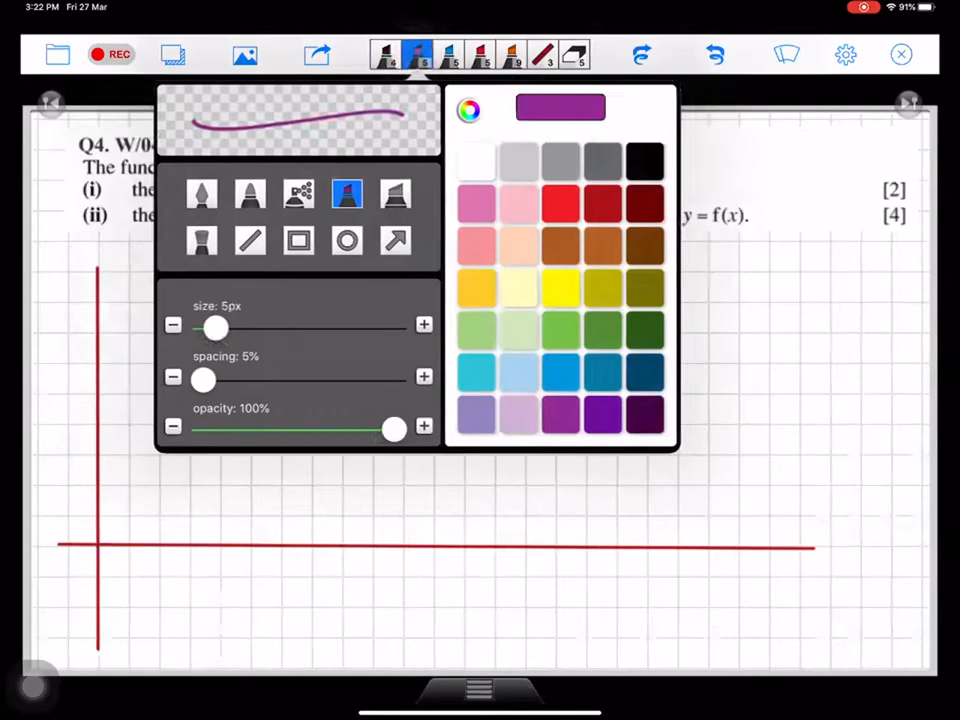 3:22 PM Fri 27 Mar
91%
REC
4 5 5 5 9 3 5
Q4. W/0
The func
(i) the [2]
(ii) the y = f(x). [4]
size: 5px
spacing: 5%
opacity: 100%